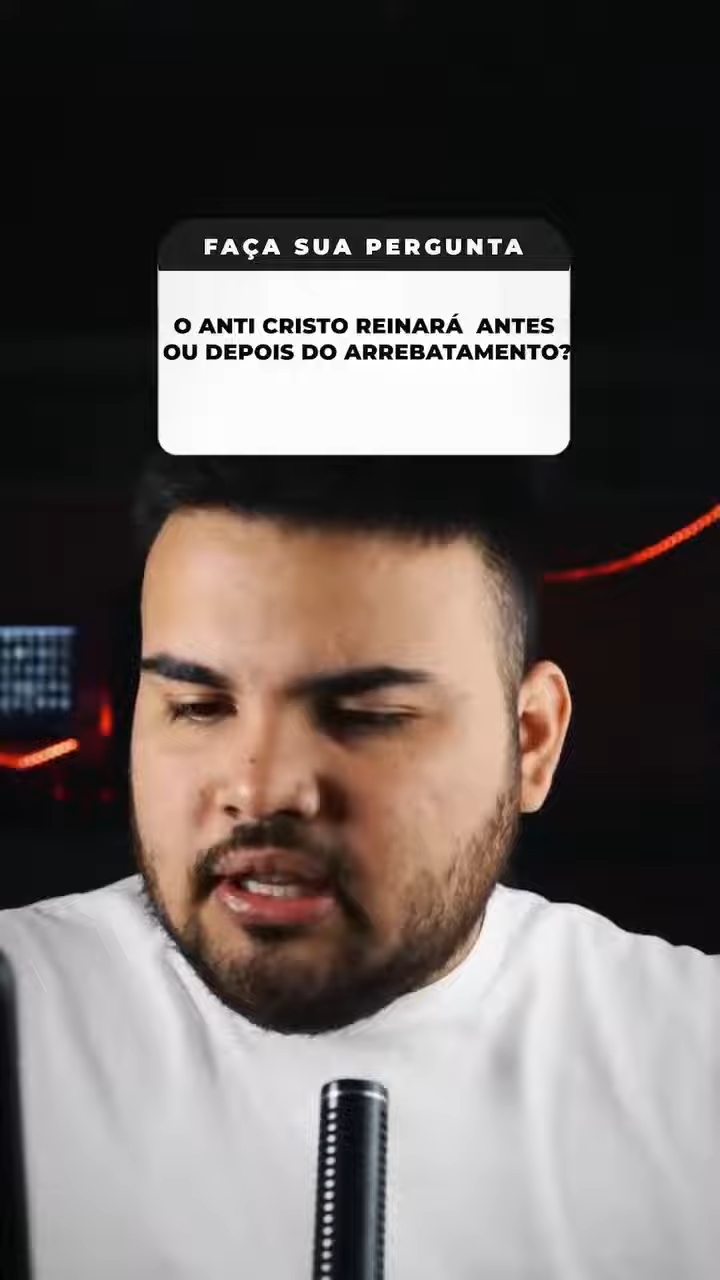 FAÇA SUA PERGUNTA
O ANTI CRISTO REINARÁ  ANTES
OU DEPOIS DO ARREBATAMENTO?